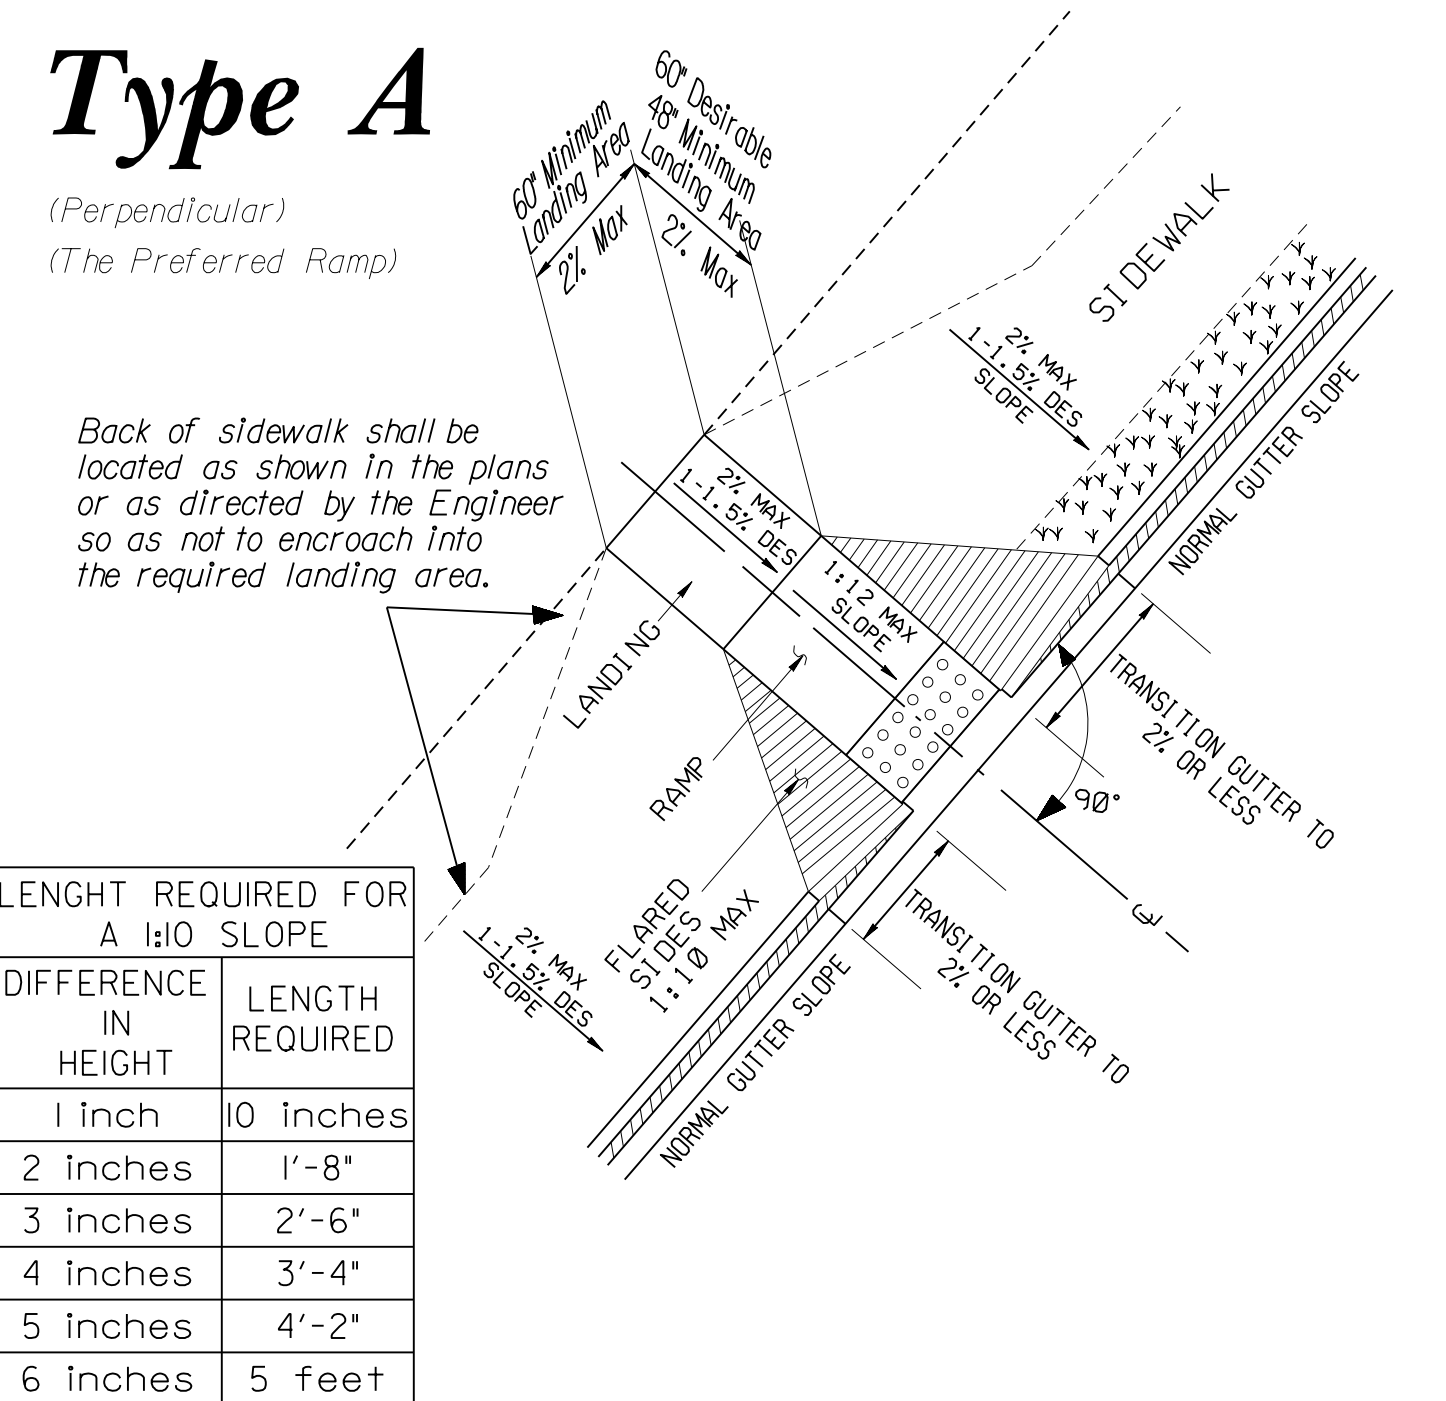 Type A
(Perpendicular)
(The Preferred Ramp)
60" Minimum
Landing Area
2% Max
60" Desirable
48" Minimum
Landing Area
2% Max
SIDEWALK
2% MAX
1-1.5% DES
SLOPE
NORMAL GUTTER SLOPE
Back of sidewalk shall be
located as shown in the plans
or as directed by the Engineer
so as not to encroach into
the required landing area.
2% MAX
1-1.5% DES
1:12 MAX
SLOPE
LANDING
RAMP
FLARED
SIDES
1:10 MAX
TRANSITION GUTTER TO
2% OR LESS
90°
TRANSITION GUTTER TO
2% OR LESS
2% MAX
1-1.5% DES
SLOPE
NORMAL GUTTER SLOPE
LENGHT REQUIRED FOR
A 1:10 SLOPE
DIFFERENCE
IN
HEIGHT
LENGTH
REQUIRED
1 inch 10 inches
2 inches 1'-8"
3 inches 2'-6"
4 inches 3'-4"
5 inches 4'-2"
6 inches 5 feet